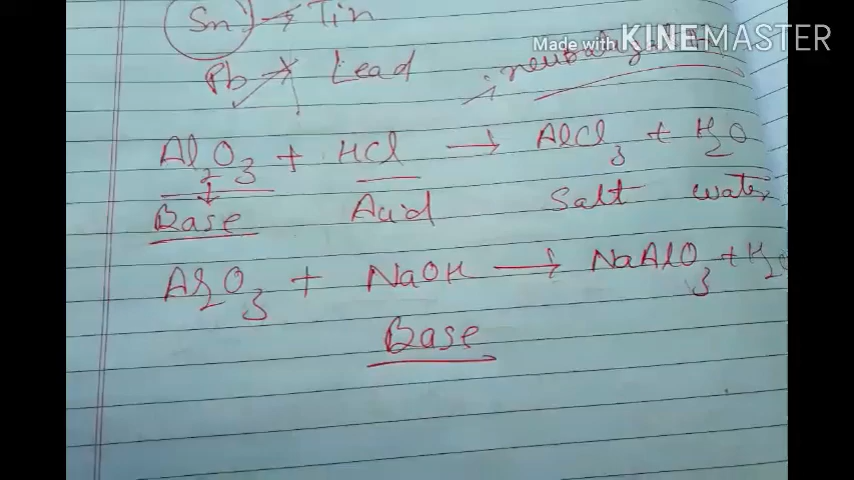 Sn → Tin
Made with KINEMASTER
Pb → Lead
Al2O3 + HCl → AlCl3 + H2O
Base Acid Salt water
Al2O3 + NaOH → NaAlO3 + H2O
Base